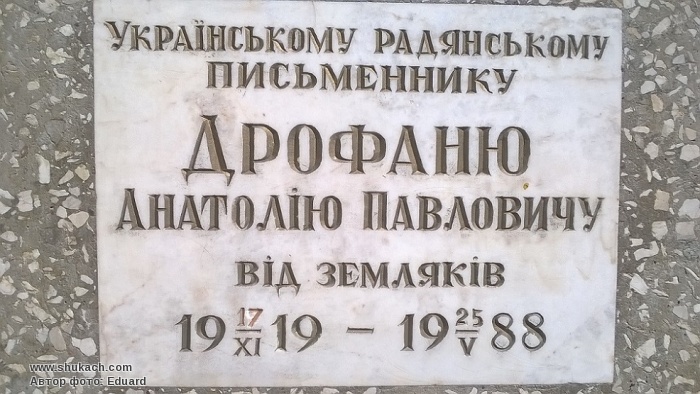 Українському радянському
письменнику
Дрофаню
Анатолію Павловичу
від земляків
19 17/XI 19 – 19 25/V 88
www.shukach.com
Автор фото: Eduard